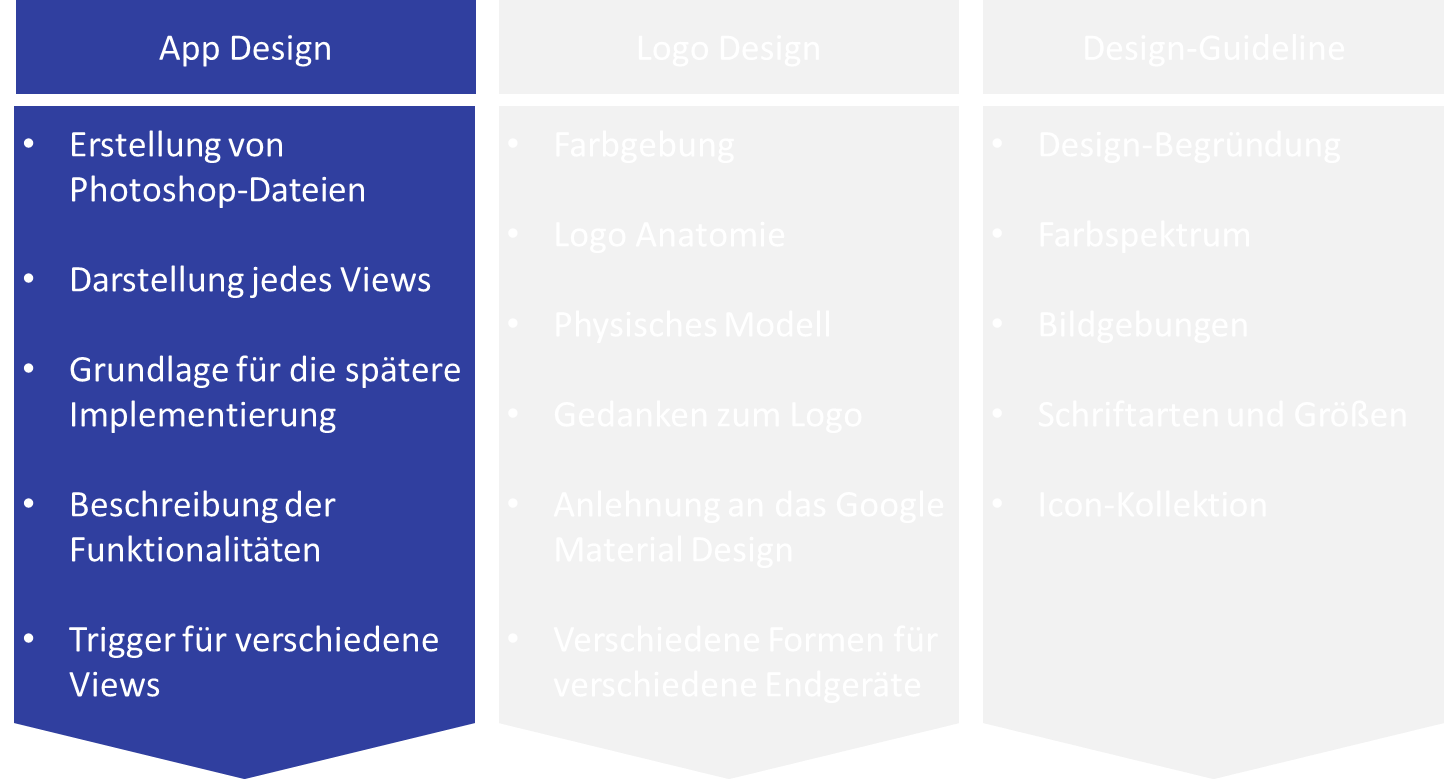 App Design
• Erstellung von
Photoshop-Dateien
• Darstellung jedes Views
• Grundlage für die spätere
Implementierung
• Beschreibung der
Funktionalitäten
• Trigger für verschiedene
Views
Logo Design
• Farbgebung
• Logo Anatomie
• Physisches Modell
• Gedanken zum Logo
• Anlehnung an das Google
Material Design
• Verschiedene Formen für
verschiedene Endgeräte
Design-Guideline
• Design-Begründung
• Farbspektrum
• Bildgebungen
• Schriftarten und Größen
• Icon-Kollektion